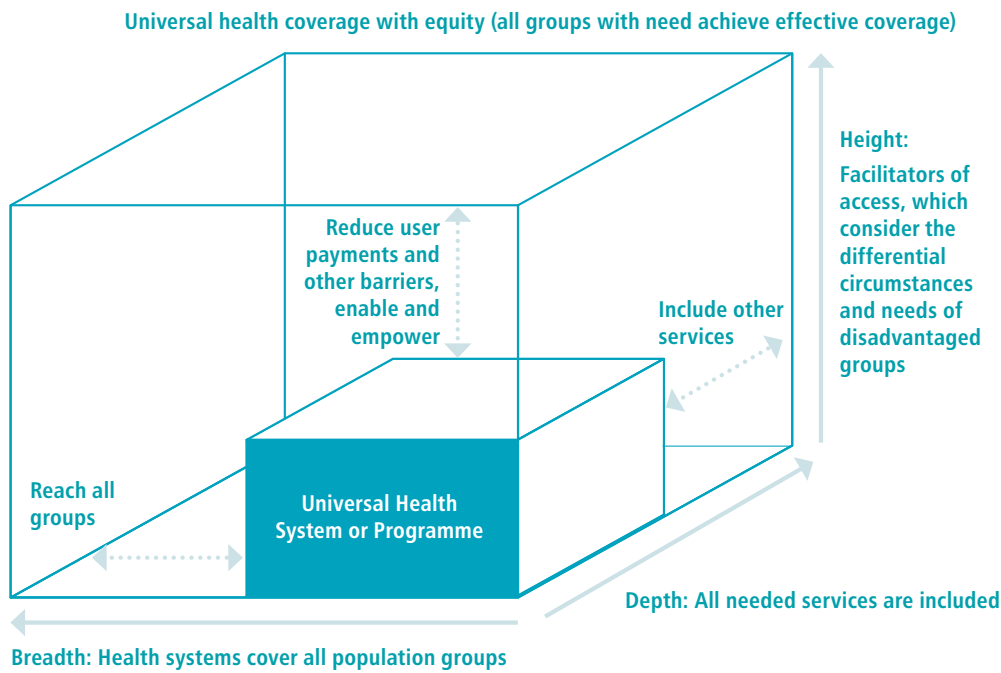 Universal health coverage with equity (all groups with need achieve effective coverage)
Height:
Facilitators of
access, which
consider the
differential
circumstances
and needs of
disadvantaged
groups
Reduce user
payments and
other barriers,
enable and
empower
Include other
services
Reach all
groups
Universal Health
System or Programme
Depth: All needed services are included
Breadth: Health systems cover all population groups